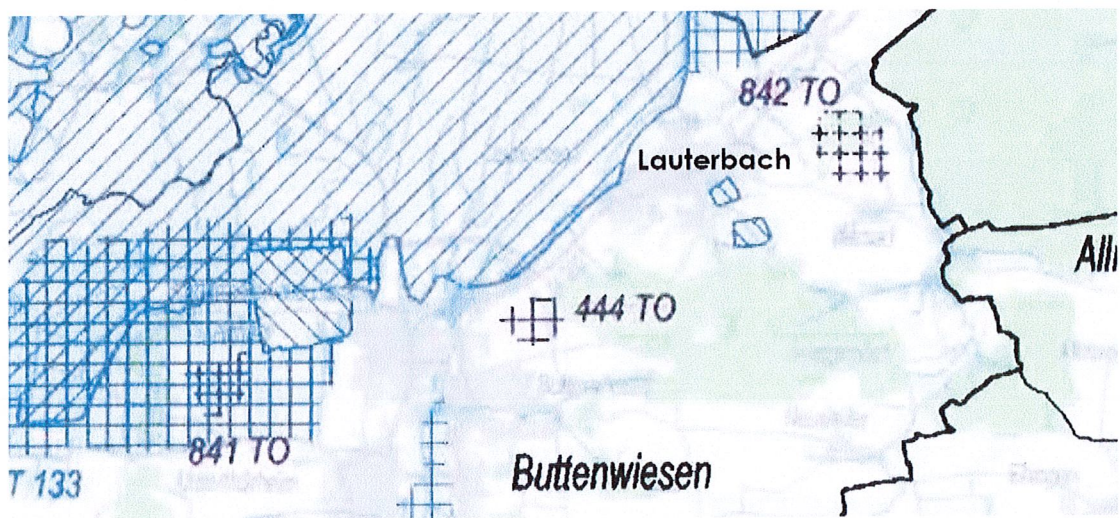 842 TO
Lauterbach
Alli
444 TO
841 TO
T 133
Buttenwiesen